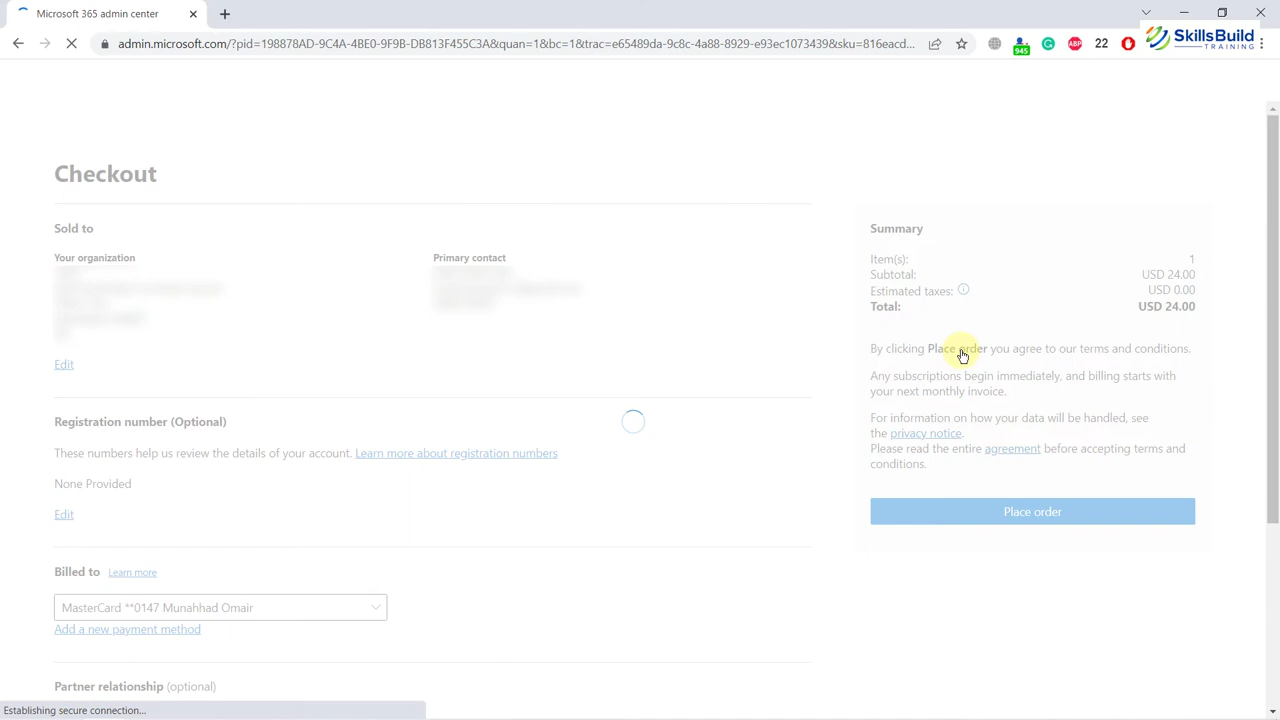 Microsoft 365 admin center
admin.microsoft.com/?pid=19887BAD-9C4A-4BD5-9F9B-DB13F25C3A&quan=1&bc=1&trac=e65489da-9c8c-4a88-8929-e93ec1073439&sku=816e8cd...
945
ABP
22
SkillsBuild
TRAINING
Checkout
Sold to
Your organization
Primary contact
Edit
Registration number (Optional)
These numbers help us review the details of your account. Learn more about registration numbers
None Provided
Edit
Billed to Learn more
MasterCard **0147 Munahhad Omair
Add a new payment method
Partner relationship (optional)
Summary
Item(s): 1
Subtotal: USD 24.00
Estimated taxes: USD 0.00
Total: USD 24.00
By clicking Place order you agree to our terms and conditions.
Any subscriptions begin immediately, and billing starts with
your next monthly invoice.
For information on how your data will be handled, see
the privacy notice.
Please read the entire agreement before accepting terms and
conditions.
Place order
Establishing secure connection...